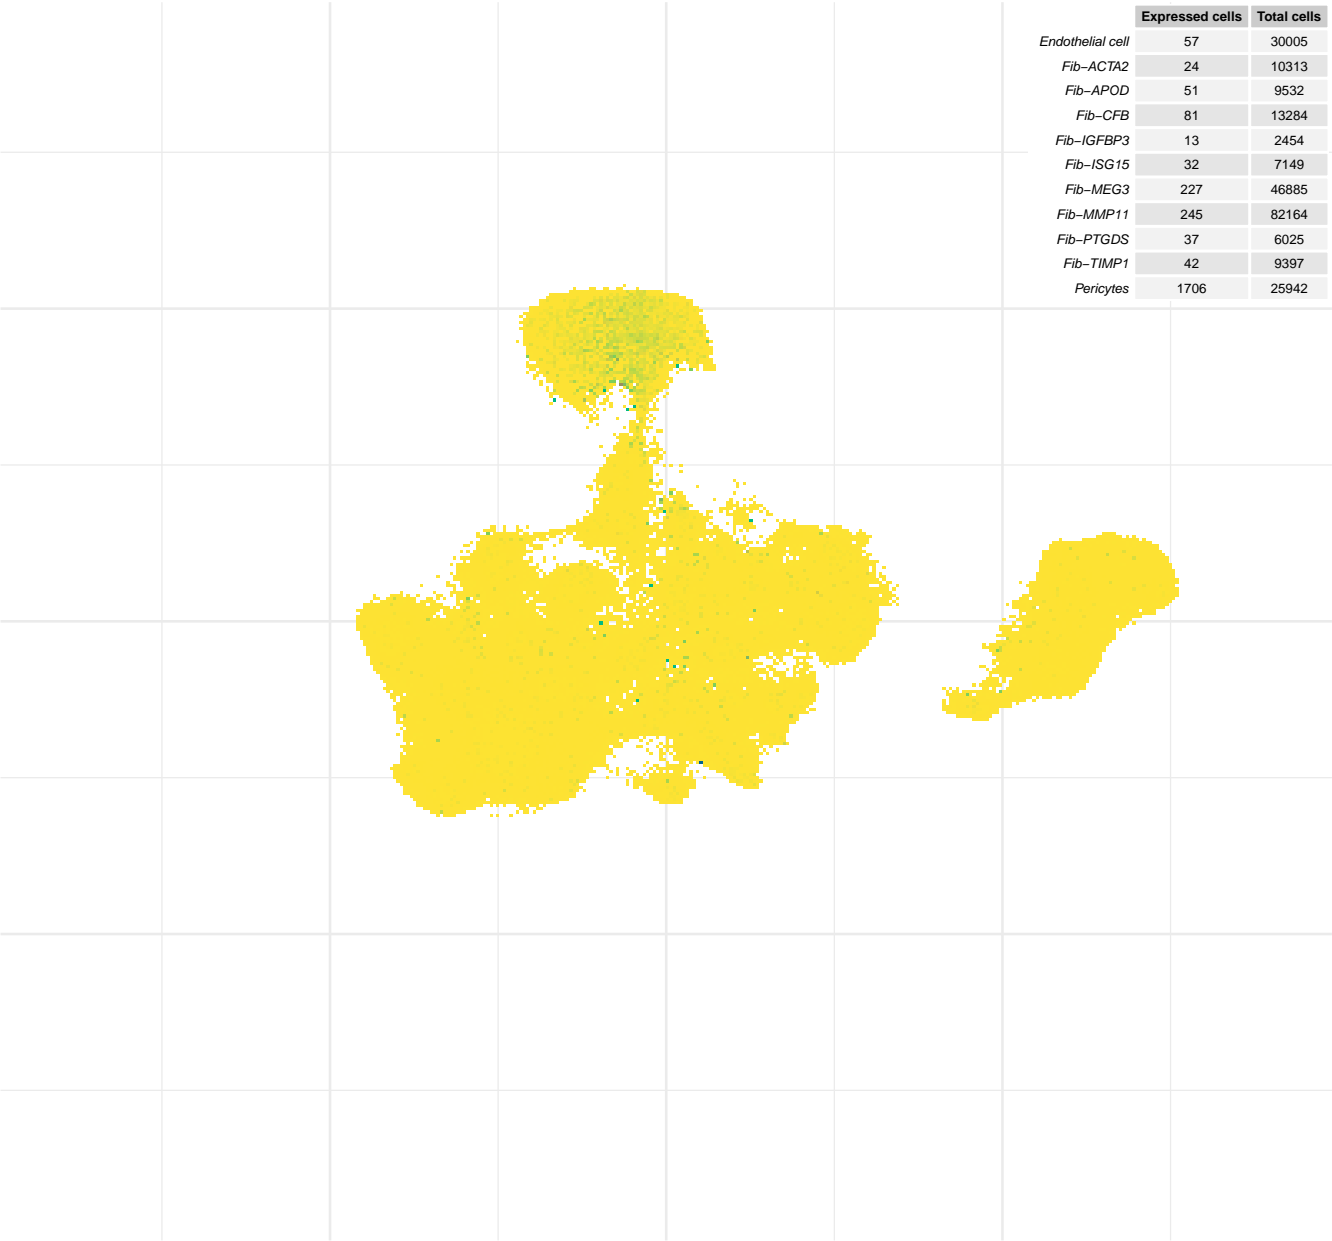 Expressed cells Total cells
Endothelial cell 57 30005
Fib−ACTA2 24 10313
Fib−APOD 51 9532
Fib−CFB 81 13284
Fib−IGFBP3 13 2454
Fib−ISG15 32 7149
Fib−MEG3 227 46885
Fib−MMP11 245 82164
Fib−PTGDS 37 6025
Fib−TIMP1 42 9397
Pericytes 1706 25942